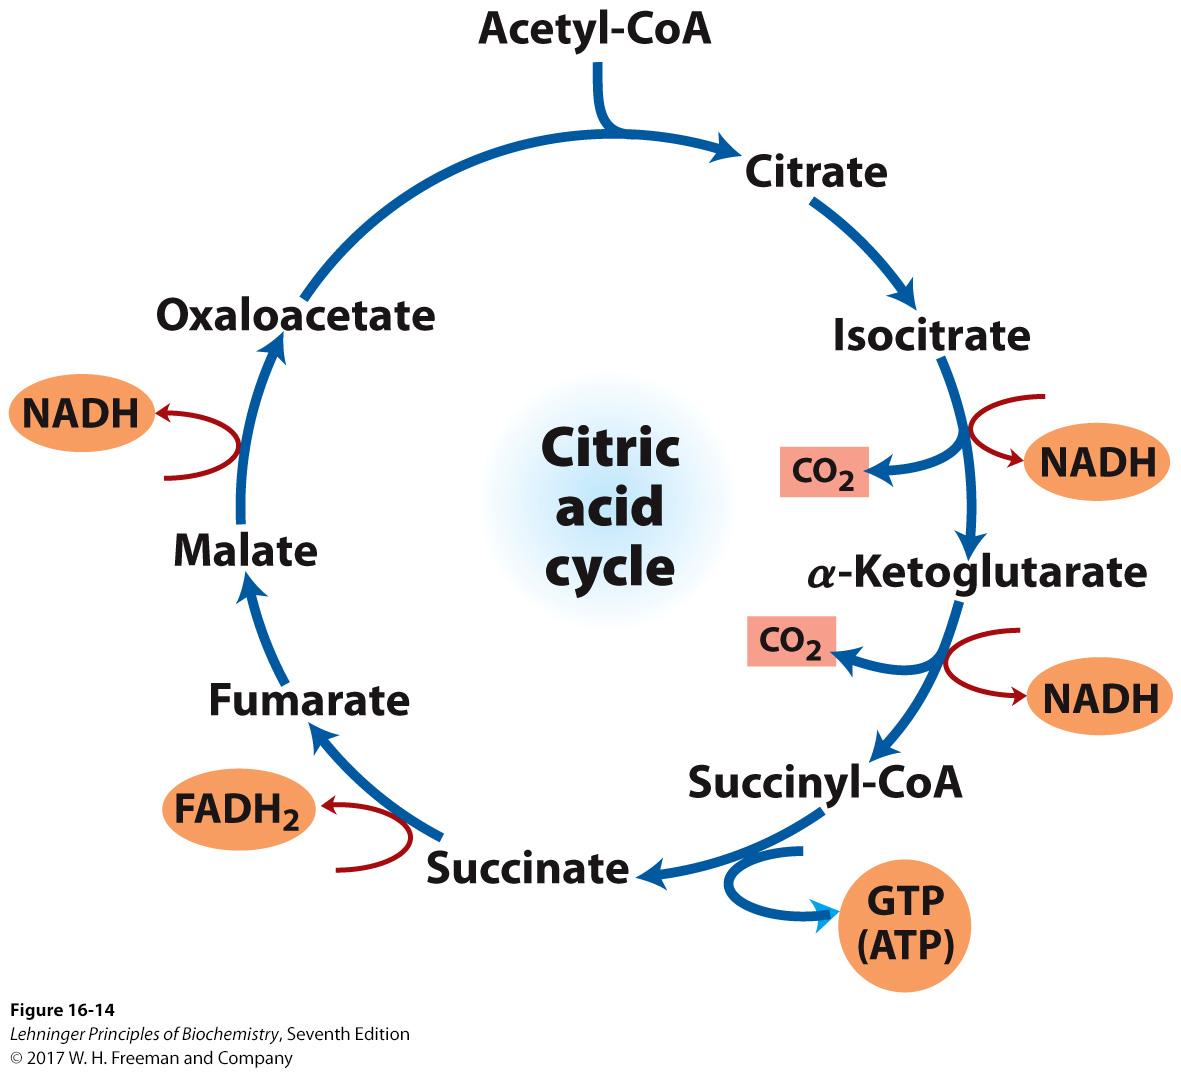 Acetyl-CoA
Citrate
Oxaloacetate
Isocitrate
NADH
Citric
acid
cycle
CO₂
NADH
Malate
α-Ketoglutarate
CO₂
NADH
Fumarate
Succinyl-CoA
FADH₂
Succinate
GTP
(ATP)
Figure 16-14
Lehninger Principles of Biochemistry, Seventh Edition
© 2017 W. H. Freeman and Company